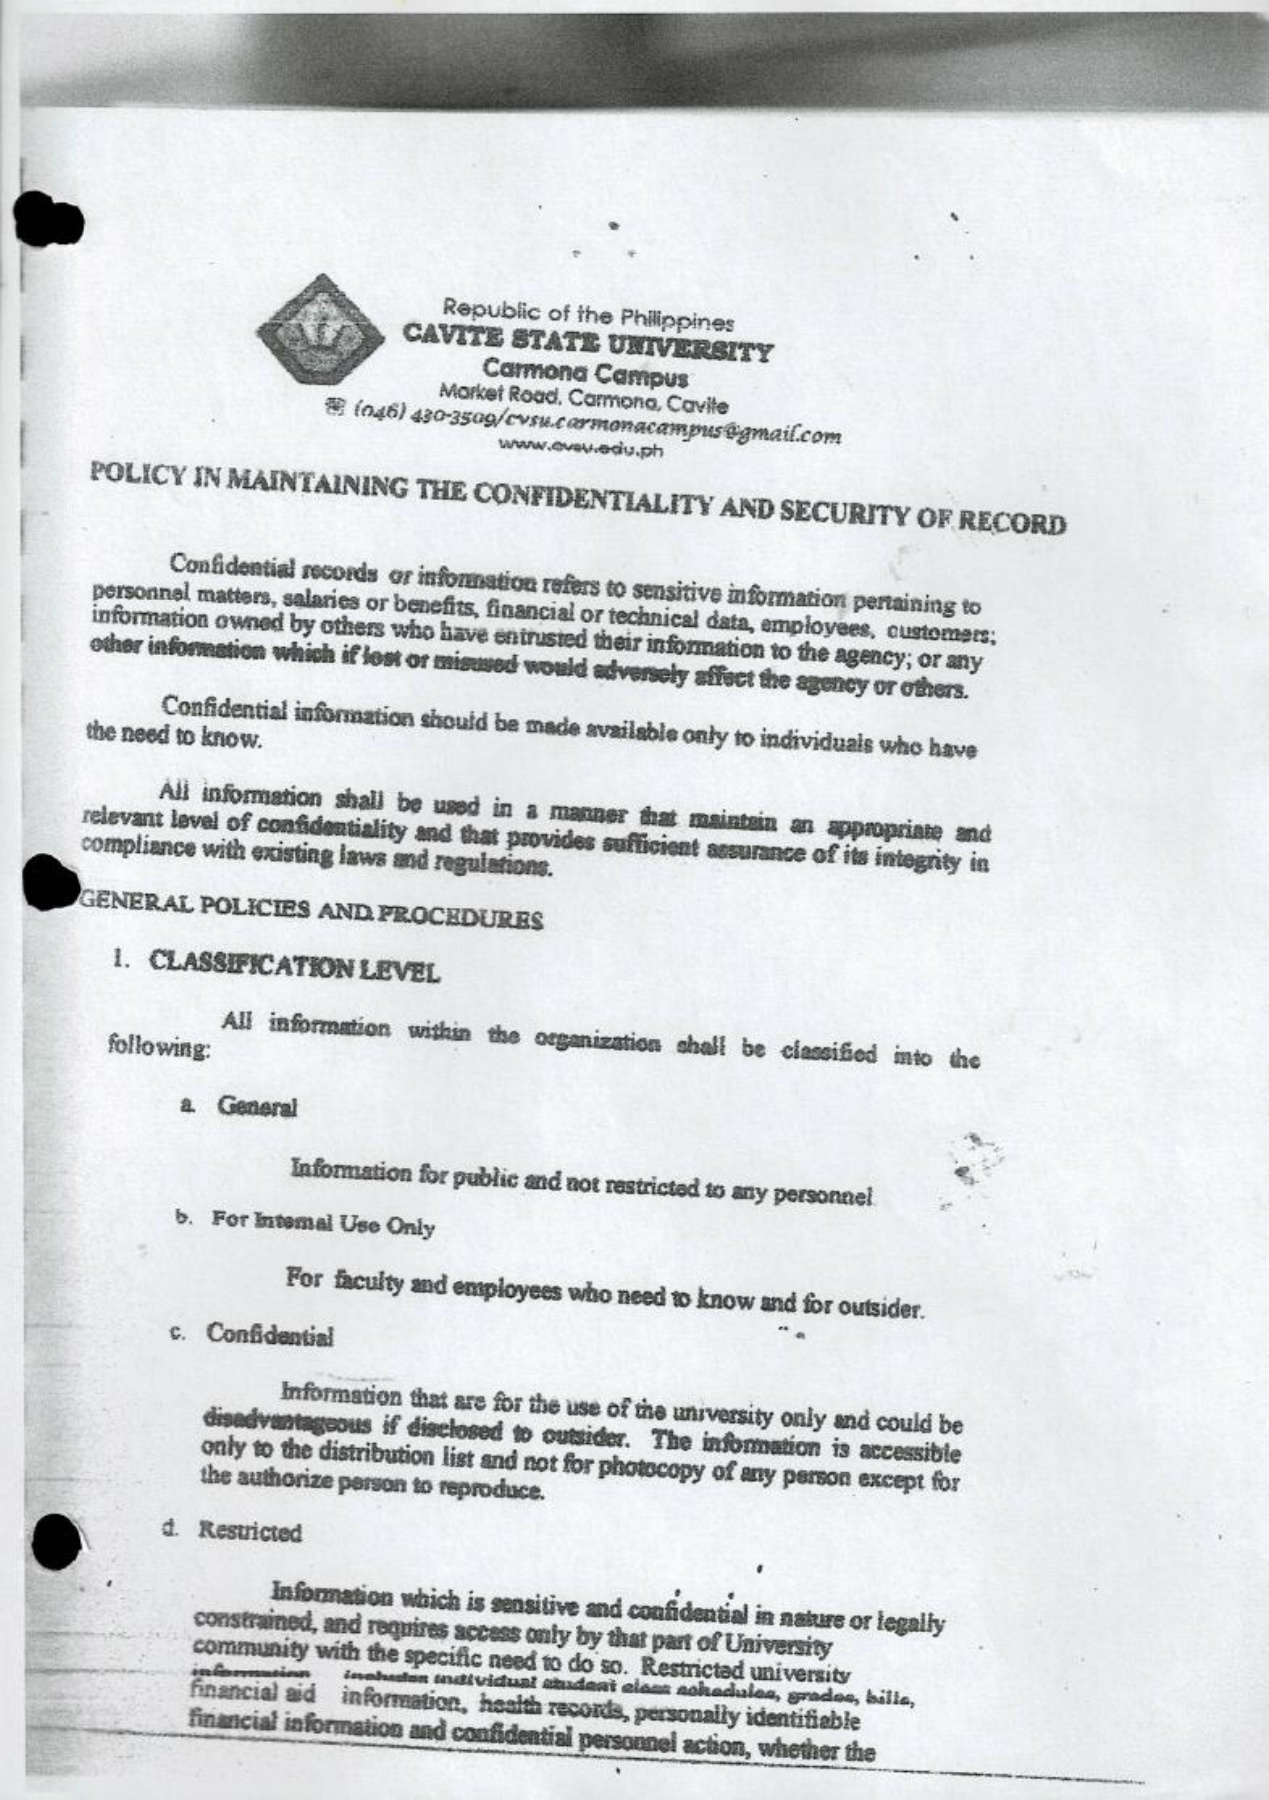 Republic of the Philippines
CAVITE STATE UNIVERSITY
Carmona Campus
Market Road, Carmona, Cavite
☏ (046) 430-3509/cvsu.carmonacampus@gmail.com
www.cvsu.edu.ph
POLICY IN MAINTAINING THE CONFIDENTIALITY AND SECURITY OF RECORD
Confidential records or information refers to sensitive information pertaining to
personnel matters, salaries or benefits, financial or technical data, employees, customers;
information owned by others who have entrusted their information to the agency; or any
other information which if lost or misused would adversely affect the agency or others.
Confidential information should be made available only to individuals who have
the need to know.
All information shall be used in a manner that maintain an appropriate and
relevant level of confidentiality and that provides sufficient assurance of its integrity in
compliance with existing laws and regulations.
GENERAL POLICIES AND PROCEDURES
1. CLASSIFICATION LEVEL
All information within the organization shall be classified into the
following:
a. General
Information for public and not restricted to any personnel
b. For Internal Use Only
For faculty and employees who need to know and for outsider.
c. Confidential
Information that are for the use of the university only and could be
disadvantageous if disclosed to outsider. The information is accessible
only to the distribution list and not for photocopy of any person except for
the authorize person to reproduce.
d. Restricted
Information which is sensitive and confidential in nature or legally
constrained, and requires access only by that part of University
community with the specific need to do so. Restricted university
information includes individual student class schedules, grades, bills,
financial aid information, health records, personally identifiable
financial information and confidential personnel action, whether the